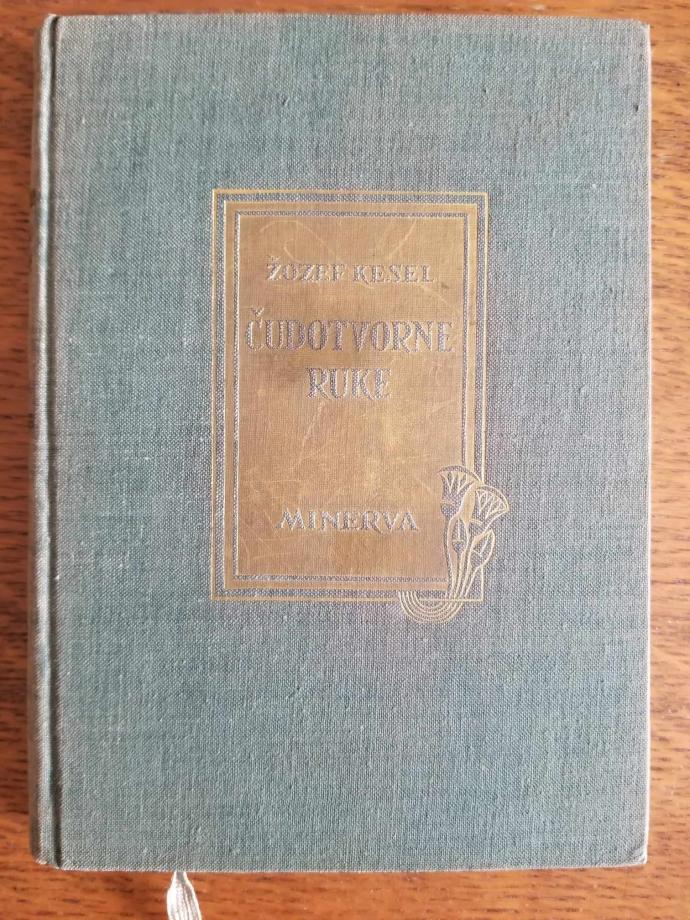 ŽOZEF KESEL
ČUDOTVORNE
RUKE
MINERVA